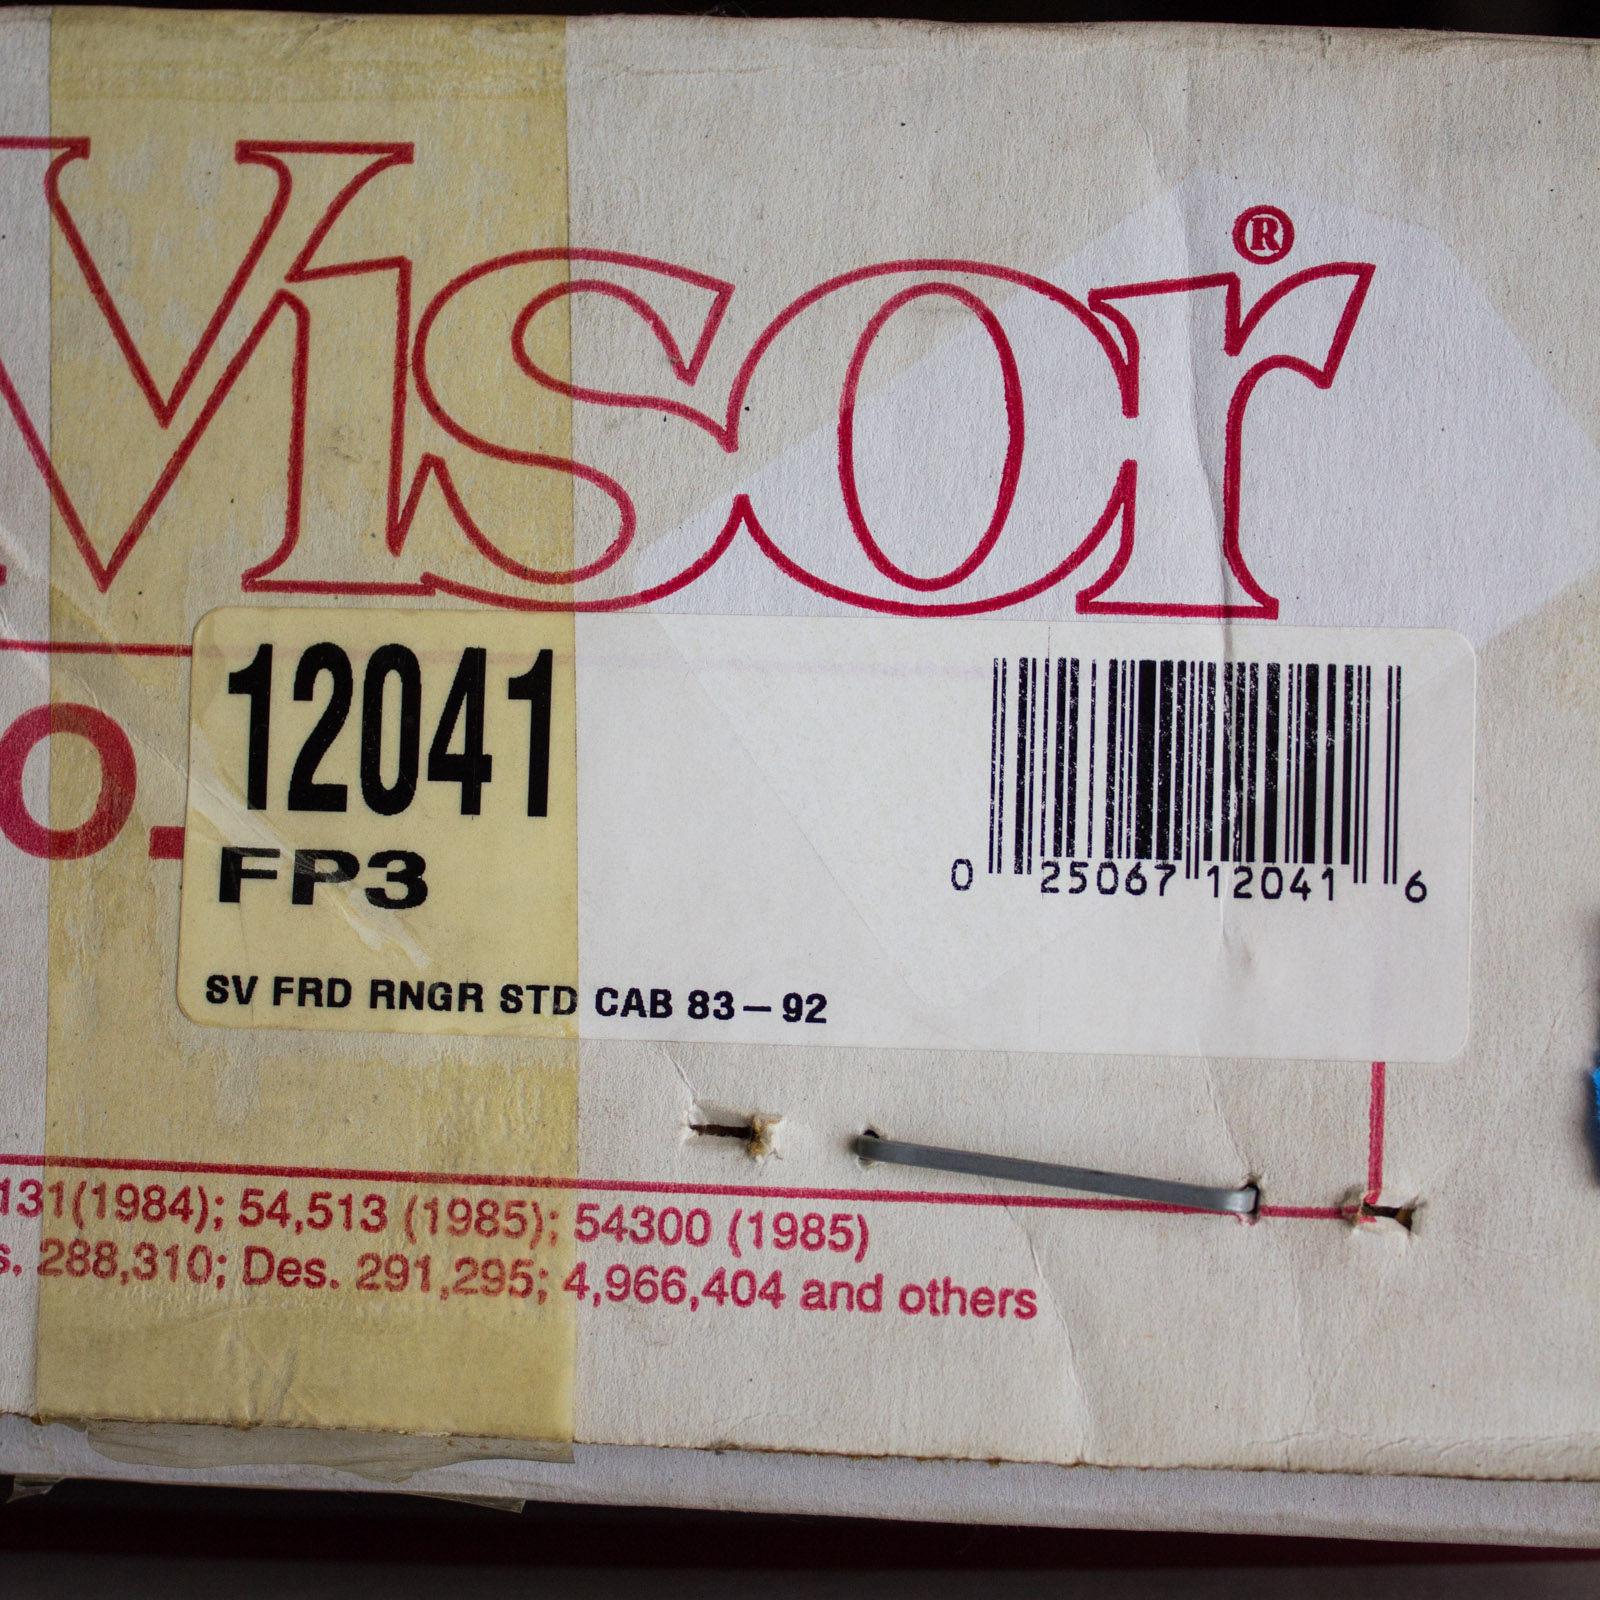 Visor®
O.
12041
FP3
SV FRD RNGR STD CAB 83–92
0 25067 12041 6
131(1984); 54,513 (1985); 54300 (1985)
s. 288,310; Des. 291,295; 4,966,404 and others